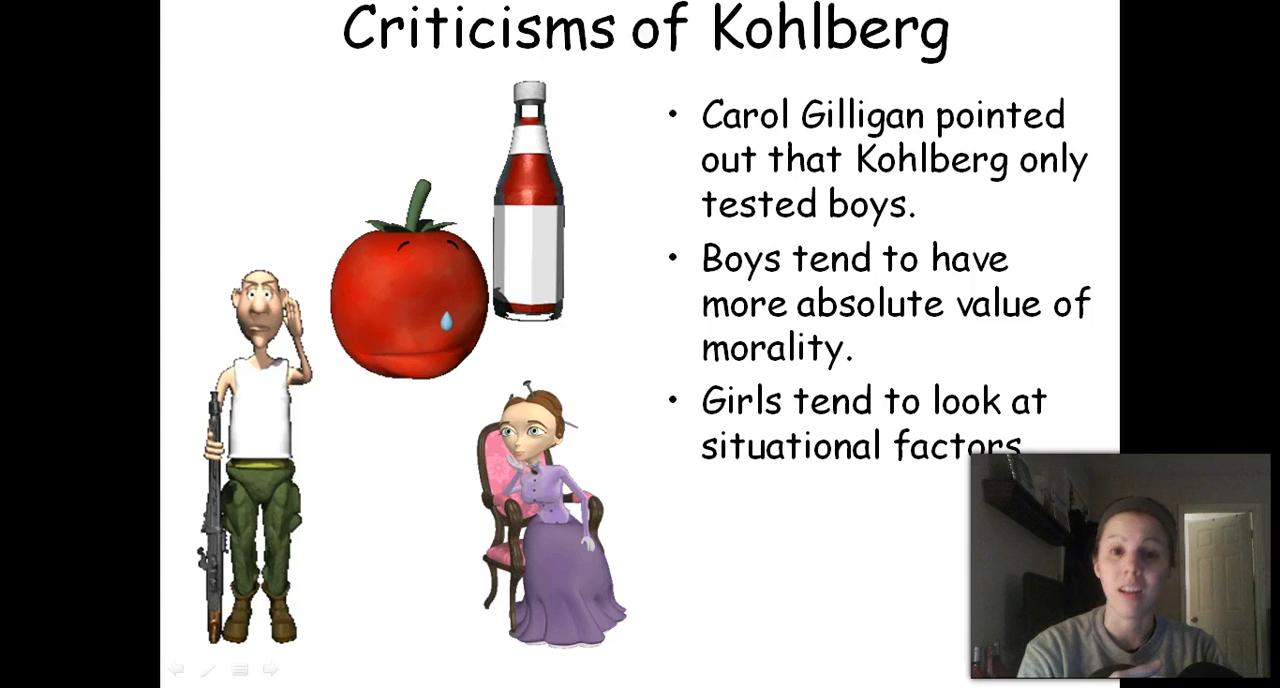 Criticisms of Kohlberg
• Carol Gilligan pointed
out that Kohlberg only
tested boys.
• Boys tend to have
more absolute value of
morality.
• Girls tend to look at
situational factors